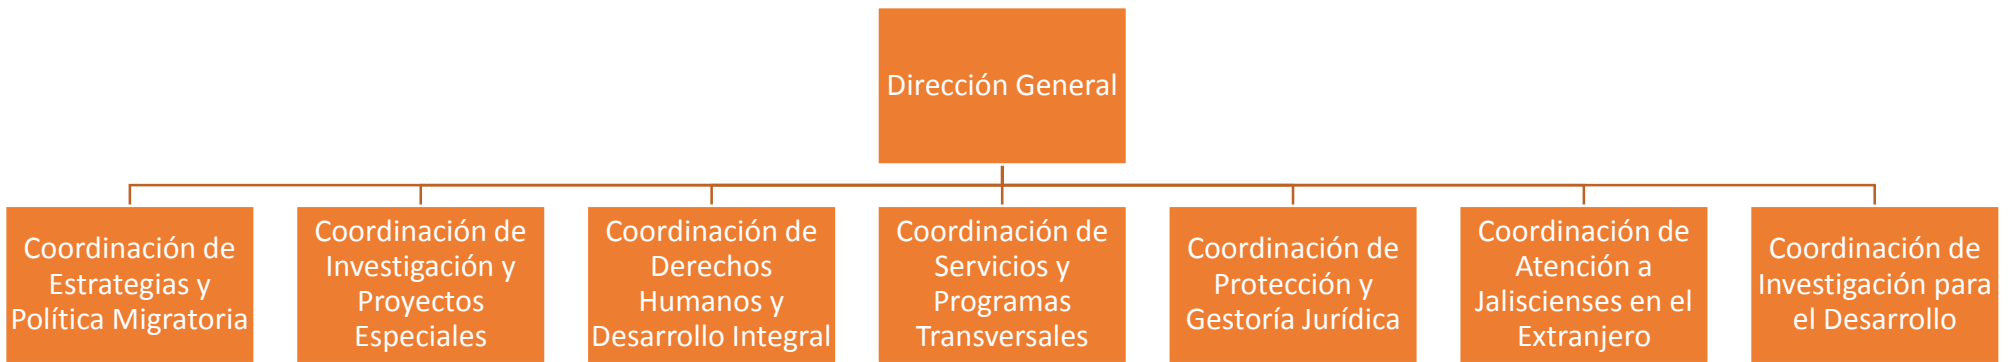 Dirección General
Coordinación de
Estrategias y
Política Migratoria
Coordinación de
Investigación y
Proyectos
Especiales
Coordinación de
Derechos
Humanos y
Desarrollo Integral
Coordinación de
Servicios y
Programas
Transversales
Coordinación de
Protección y
Gestoría Jurídica
Coordinación de
Atención a
Jaliscienses en el
Extranjero
Coordinación de
Investigación para
el Desarrollo